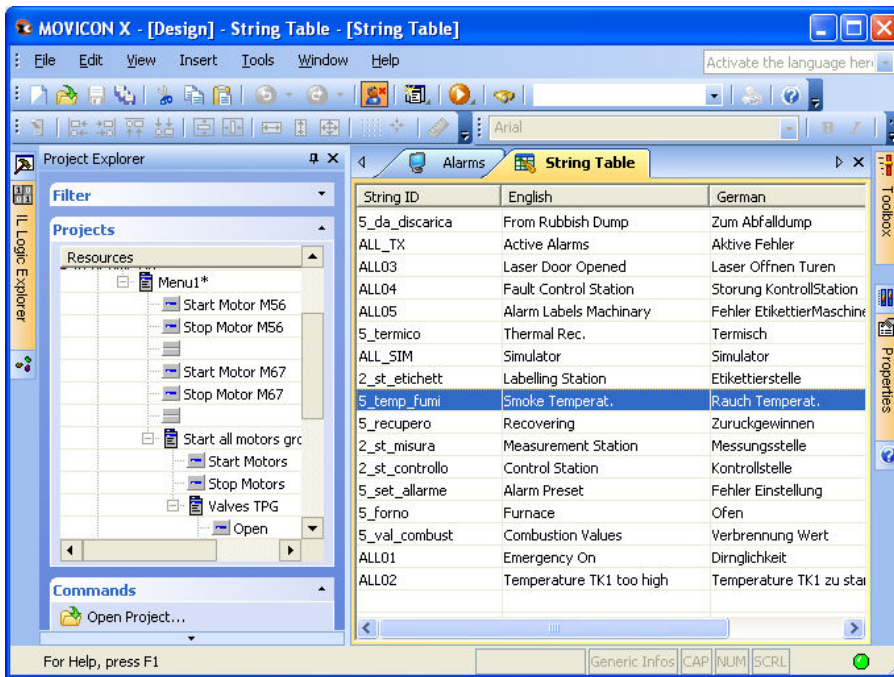 MOVICON X - [Design] - String Table - [String Table]
File Edit View Insert Tools Window Help
Activate the language her
Arial
B I
IL Logic Explorer
Project Explorer
Filter
Projects
Resources
Menu1*
Start Motor M56
Stop Motor M56
Start Motor M67
Stop Motor M67
Start all motors gro
Start Motors
Stop Motors
Valves TPG
Open
Commands
Open Project...
Alarms String Table
String ID English German
5_da_discarica From Rubbish Dump Zum Abfalldump
ALL_TX Active Alarms Aktive Fehler
ALL03 Laser Door Opened Laser Offnen Turen
ALL04 Fault Control Station Storung KontrollStation
ALL05 Alarm Labels Machinary Fehler EtikettierMaschine
5_termico Thermal Rec. Termisch
ALL_SIM Simulator Simulator
2_st_etichett Labelling Station Etikettierstelle
5_temp_fumi Smoke Temperat. Rauch Temperat.
5_recupero Recovering Zuruckgewinnen
2_st_misura Measurement Station Messungsstelle
2_st_controllo Control Station Kontrollstelle
5_set_allarme Alarm Preset Fehler Einstellung
5_forno Furnace Ofen
5_val_combust Combustion Values Verbrennung Wert
ALL01 Emergency On Dirnglichkeit
ALL02 Temperature TK1 too high Temperature TK1 zu star
Toolbox
Properties
For Help, press F1
Generic Infos CAP NUM SCRL